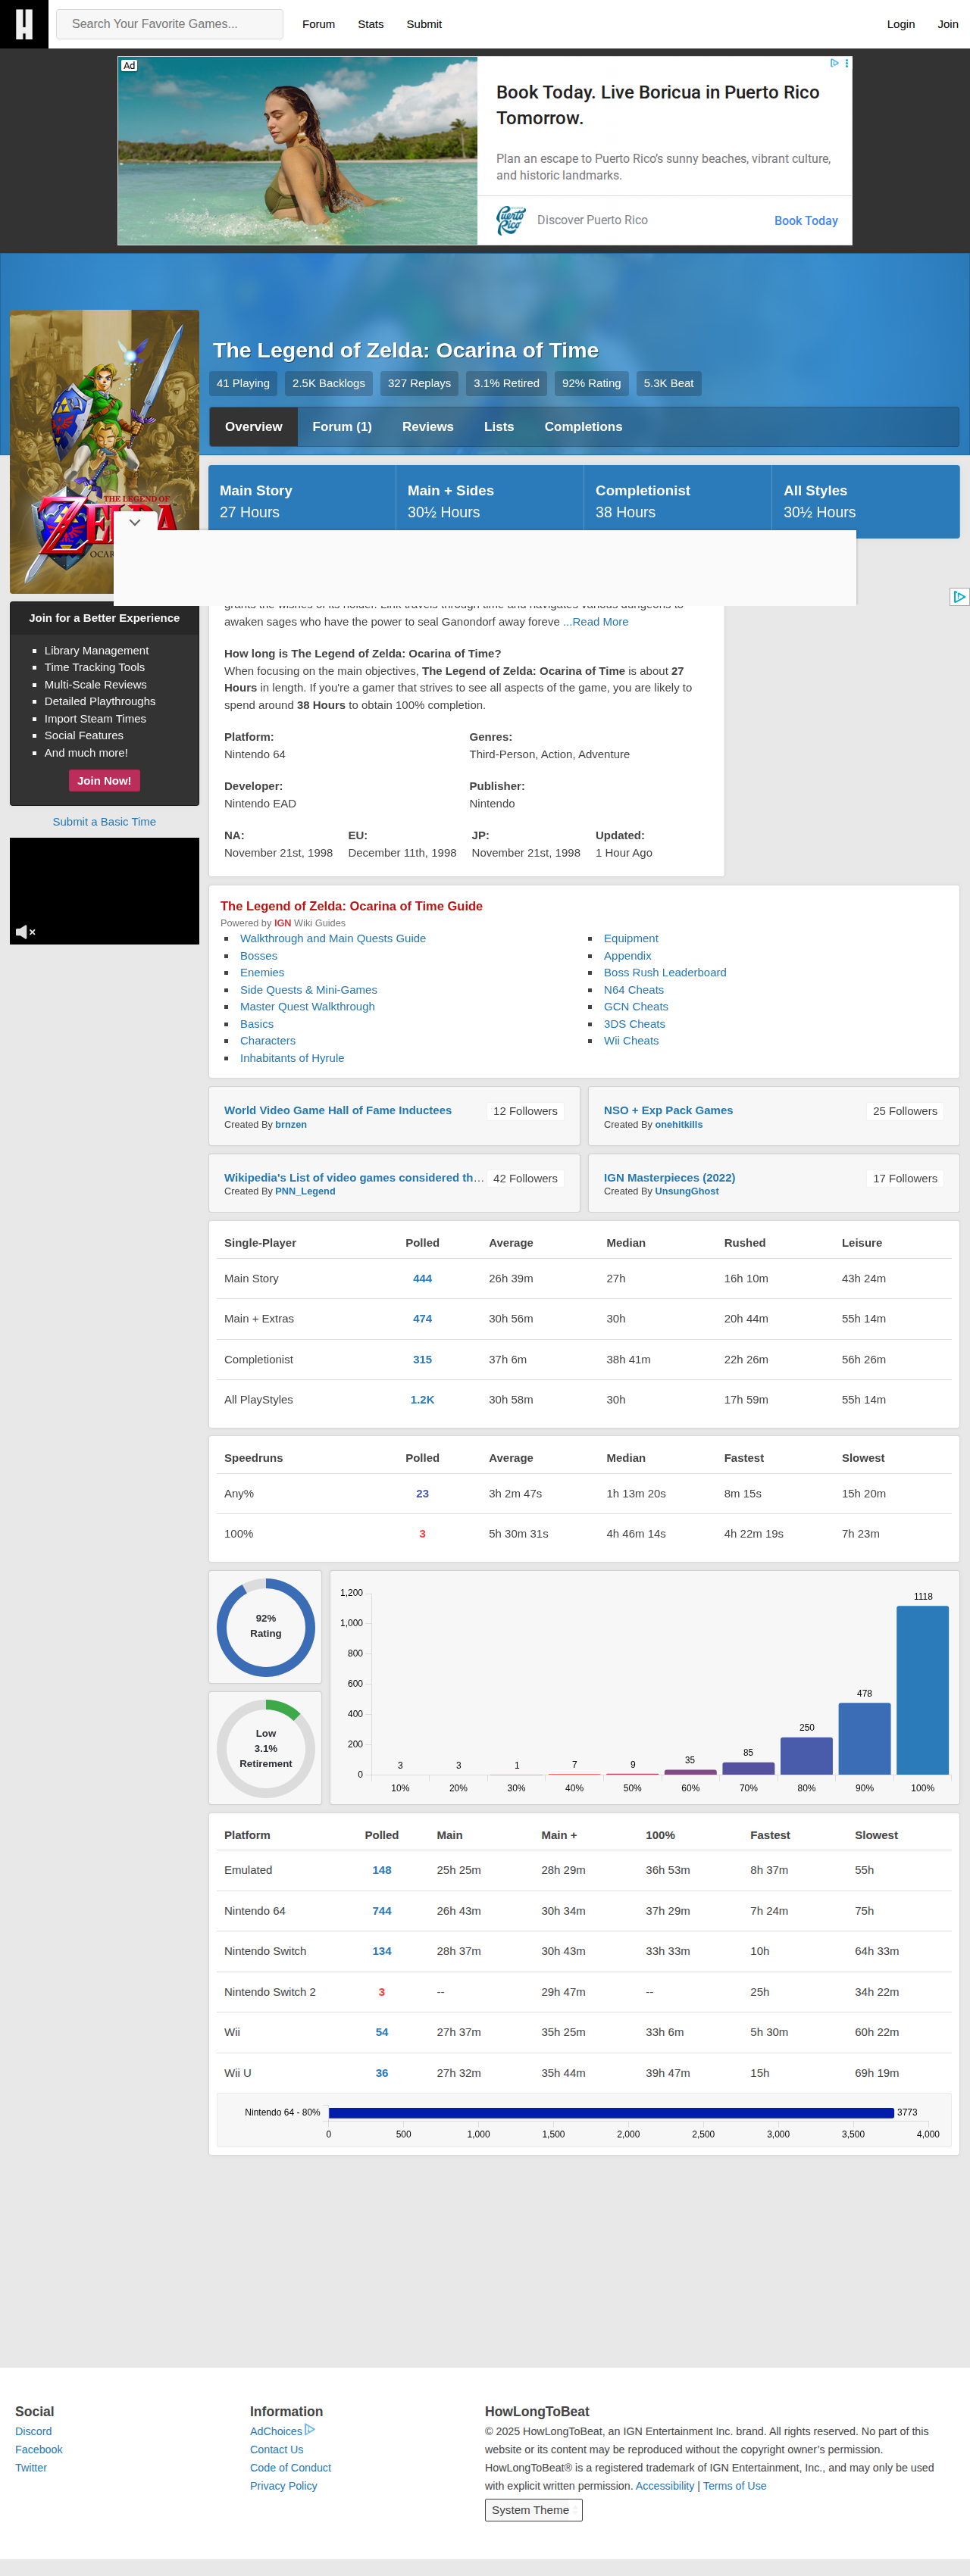 H
Search Your Favorite Games...
Forum
Stats
Submit
Login
Join
Ad
Book Today. Live Boricua in Puerto Rico
Tomorrow.
Plan an escape to Puerto Rico's sunny beaches, vibrant culture,
and historic landmarks.
Puerto Rico
Discover Puerto Rico
Book Today
The Legend of Zelda: Ocarina of Time
41 Playing
2.5K Backlogs
327 Replays
3.1% Retired
92% Rating
5.3K Beat
Overview
Forum (1)
Reviews
Lists
Completions
THE LEGEND OF
ZELDA
Main Story
27 Hours
Main + Sides
30½ Hours
Completionist
38 Hours
All Styles
30½ Hours
Join for a Better Experience
Library Management
Time Tracking Tools
Multi-Scale Reviews
Detailed Playthroughs
Import Steam Times
Social Features
And much more!
Join Now!
Submit a Basic Time
grants the wishes of its holder. Link travels through time and navigates various dungeons to
awaken sages who have the power to seal Ganondorf away foreve ...Read More
How long is The Legend of Zelda: Ocarina of Time?
When focusing on the main objectives, The Legend of Zelda: Ocarina of Time is about 27
Hours in length. If you're a gamer that strives to see all aspects of the game, you are likely to
spend around 38 Hours to obtain 100% completion.
Platform:
Nintendo 64
Genres:
Third-Person, Action, Adventure
Developer:
Nintendo EAD
Publisher:
Nintendo
NA:
November 21st, 1998
EU:
December 11th, 1998
JP:
November 21st, 1998
Updated:
1 Hour Ago
The Legend of Zelda: Ocarina of Time Guide
Powered by IGN Wiki Guides
Walkthrough and Main Quests Guide
Bosses
Enemies
Side Quests & Mini-Games
Master Quest Walkthrough
Basics
Characters
Inhabitants of Hyrule
Equipment
Appendix
Boss Rush Leaderboard
N64 Cheats
GCN Cheats
3DS Cheats
Wii Cheats
World Video Game Hall of Fame Inductees
Created By brnzen
12 Followers
NSO + Exp Pack Games
Created By onehitkills
25 Followers
Wikipedia's List of video games considered th...
Created By PNN_Legend
42 Followers
IGN Masterpieces (2022)
Created By UnsungGhost
17 Followers
Single-Player Polled Average Median Rushed Leisure
Main Story 444 26h 39m 27h 16h 10m 43h 24m
Main + Extras 474 30h 56m 30h 20h 44m 55h 14m
Completionist 315 37h 6m 38h 41m 22h 26m 56h 26m
All PlayStyles 1.2K 30h 58m 30h 17h 59m 55h 14m
Speedruns Polled Average Median Fastest Slowest
Any% 23 3h 2m 47s 1h 13m 20s 8m 15s 15h 20m
100% 3 5h 30m 31s 4h 46m 14s 4h 22m 19s 7h 23m
92%
Rating
Low
3.1%
Retirement
1,200
1,000
800
600
400
200
0
3 3 1 7 9 35 85 250 478 1118
10% 20% 30% 40% 50% 60% 70% 80% 90% 100%
Platform Polled Main Main + 100% Fastest Slowest
Emulated 148 25h 25m 28h 29m 36h 53m 8h 37m 55h
Nintendo 64 744 26h 43m 30h 34m 37h 29m 7h 24m 75h
Nintendo Switch 134 28h 37m 30h 43m 33h 33m 10h 64h 33m
Nintendo Switch 2 3 -- 29h 47m -- 25h 34h 22m
Wii 54 27h 37m 35h 25m 33h 6m 5h 30m 60h 22m
Wii U 36 27h 32m 35h 44m 39h 47m 15h 69h 19m
Nintendo 64 - 80% 3773
0 500 1,000 1,500 2,000 2,500 3,000 3,500 4,000
Social
Discord
Facebook
Twitter
Information
AdChoices
Contact Us
Code of Conduct
Privacy Policy
HowLongToBeat
© 2025 HowLongToBeat, an IGN Entertainment Inc. brand. All rights reserved. No part of this
website or its content may be reproduced without the copyright owner's permission.
HowLongToBeat® is a registered trademark of IGN Entertainment, Inc., and may only be used
with explicit written permission. Accessibility | Terms of Use
System Theme